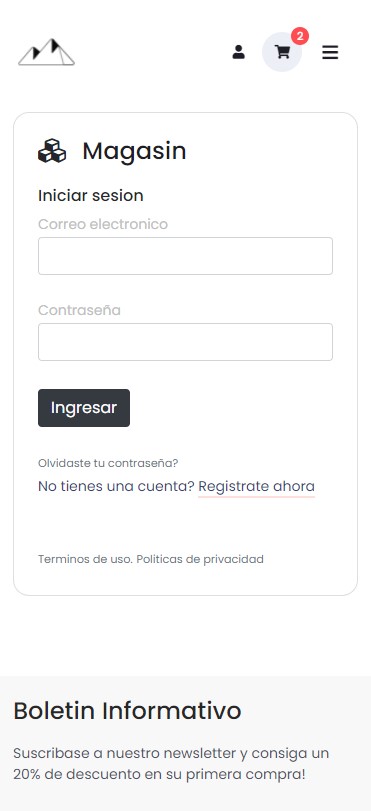 2
Magasin
Iniciar sesion
Correo electronico
Contraseña
Ingresar
Olvidaste tu contraseña?
No tienes una cuenta? Registrate ahora
Terminos de uso. Politicas de privacidad
Boletin Informativo
Suscribase a nuestro newsletter y consiga un
20% de descuento en su primera compra!